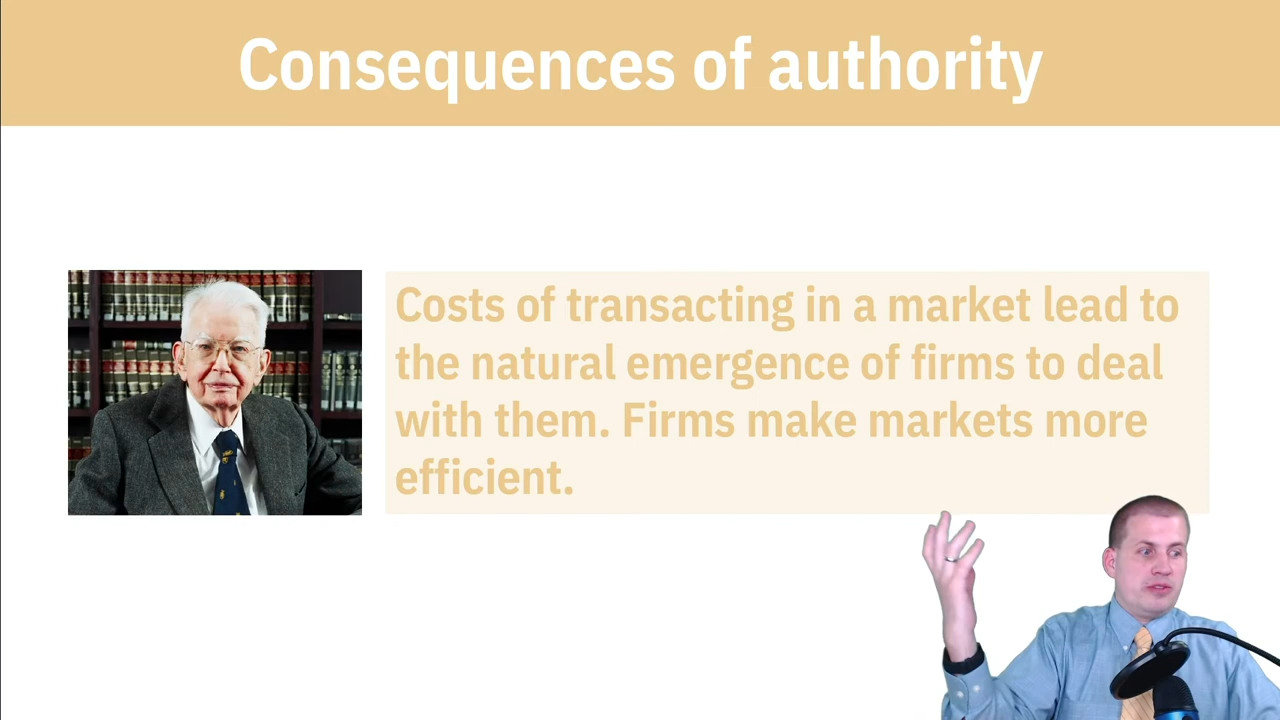 Consequences of authority
Costs of transacting in a market lead to
the natural emergence of firms to deal
with them. Firms make markets more
efficient.